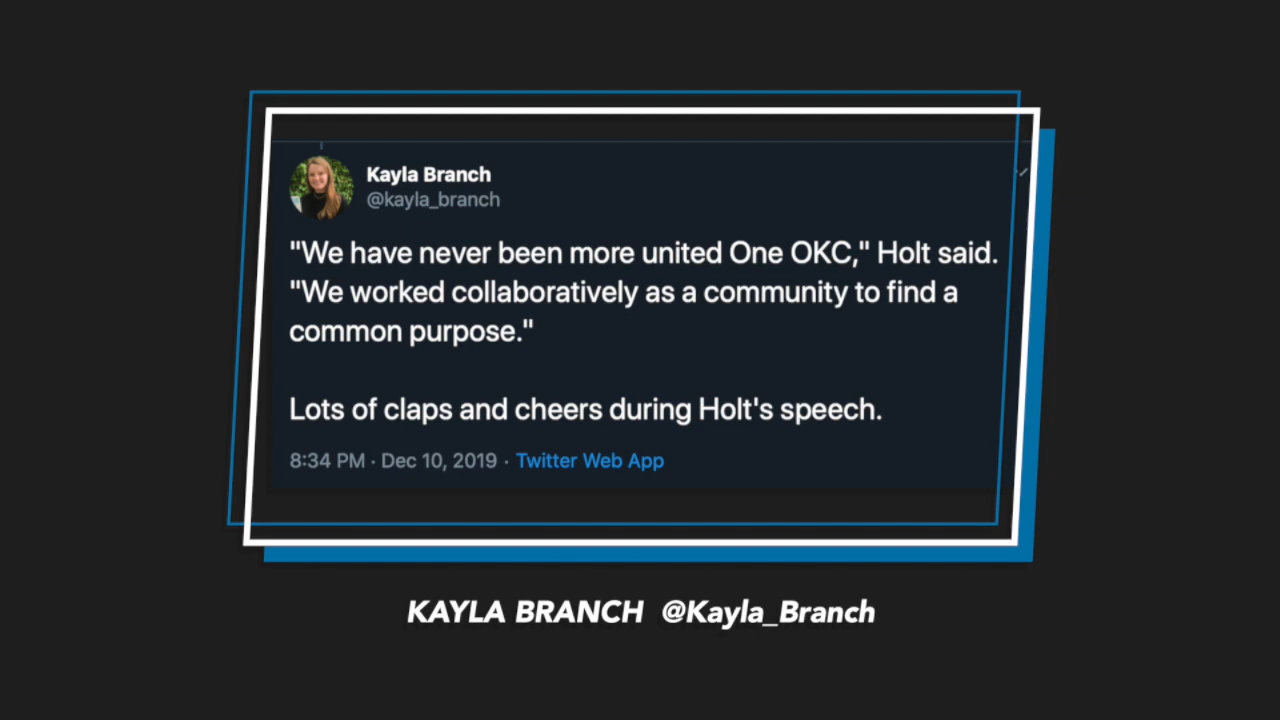 Kayla Branch
@kayla_branch
"We have never been more united One OKC," Holt said.
"We worked collaboratively as a community to find a
common purpose."
Lots of claps and cheers during Holt's speech.
8:34 PM · Dec 10, 2019 · Twitter Web App
KAYLA BRANCH @Kayla_Branch